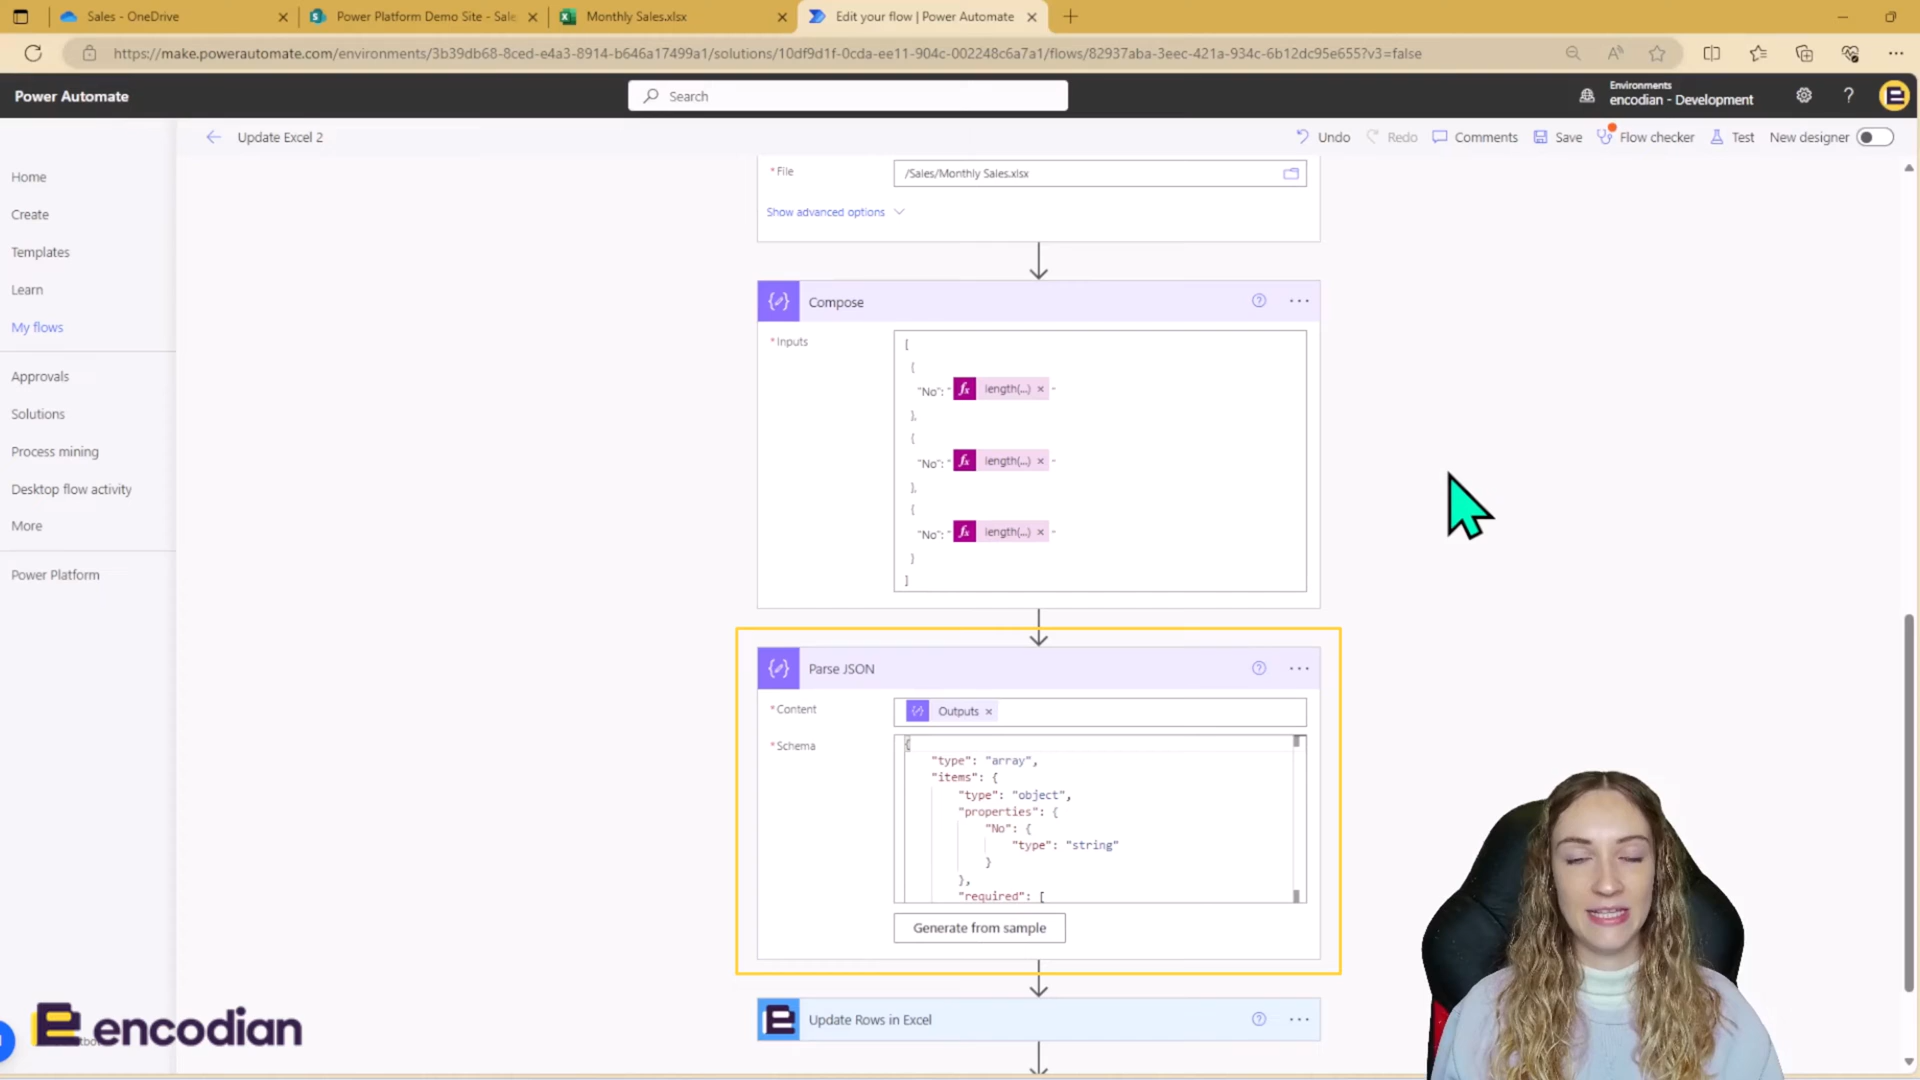 Sales - OneDrive
Power Platform Demo Site - Sale
Monthly Sales.xlsx
Edit your flow | Power Automate
https://make.powerautomate.com/environments/3b39db68-8ced-e4a3-8914-b646a17499a1/solutions/10df9d1f-0cda-ee11-904c-002248c6a7a1/flows/82937aba-3eec-421a-934c-6b12dc95e655?v3=false
Power Automate
Search
Environments
encodian - Development
Update Excel 2
Undo
Redo
Comments
Save
Flow checker
Test
New designer
Home
Create
Templates
Learn
My flows
Approvals
Solutions
Process mining
Desktop flow activity
More
Power Platform
* File
/Sales/Monthly Sales.xlsx
Show advanced options
Compose
* Inputs
[
{
"No": " fx length(...) × "
},
{
"No": " fx length(...) × "
},
{
"No": " fx length(...) × "
}
]
Parse JSON
* Content
Outputs ×
* Schema
{
"type": "array",
"items": {
"type": "object",
"properties": {
"No": {
"type": "string"
}
},
"required": [
Generate from sample
Update Rows in Excel
encodian